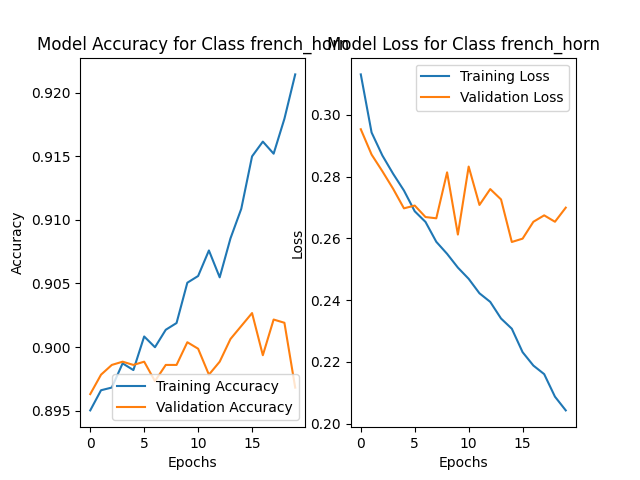 Model Accuracy for Class french_horn
Accuracy
0.920
0.915
0.910
0.905
0.900
0.895
0
5
10
15
Epochs
Training Accuracy
Validation Accuracy
Model Loss for Class french_horn
Loss
0.30
0.28
0.26
0.24
0.22
0.20
0
5
10
15
Epochs
Training Loss
Validation Loss